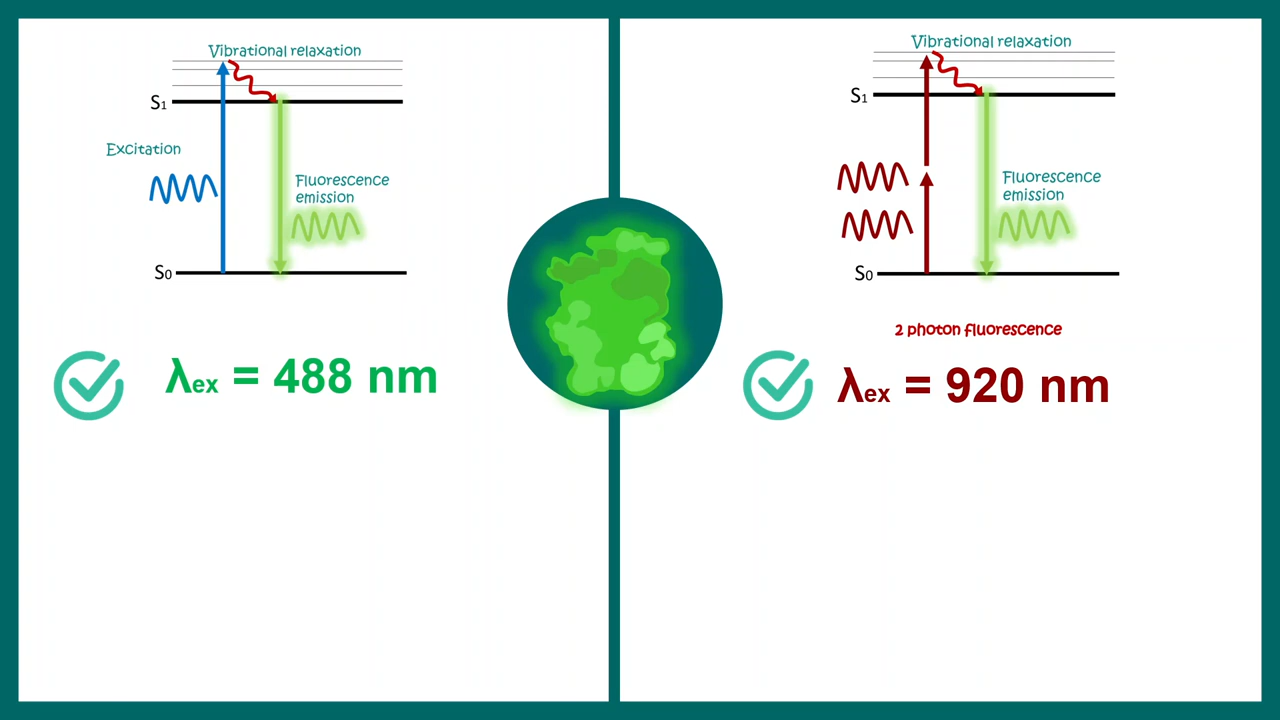 Vibrational relaxation
S1
Excitation
Fluorescence
emission
S0
λex = 488 nm
Vibrational relaxation
S1
Fluorescence
emission
S0
2 photon fluorescence
λex = 920 nm